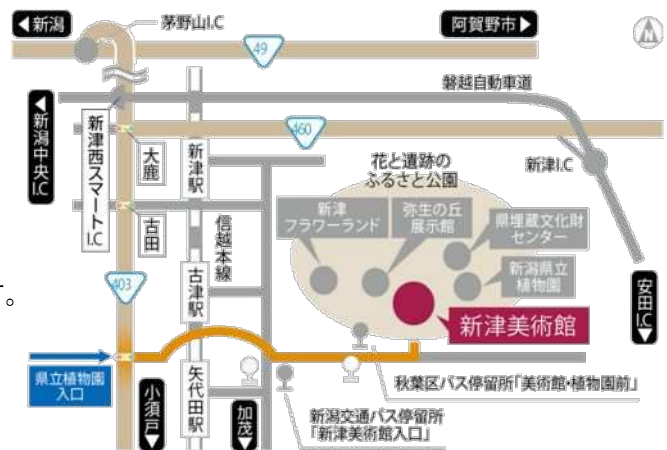 ◀新潟
茅野山I.C
49
阿賀野市▶
N
磐越自動車道
◀新潟中央I.C
新津西スマートI.C
460
大鹿
新津駅
花と遺跡の
ふるさと公園
新津I.C
新津
フラワーランド
弥生の丘
展示館
県埋蔵文化財
センター
古田
信越本線
新潟県立
植物園
403
古津駅
安田I.C▼
。
新津美術館
県立植物園
入口
小須戸▼
矢代田駅
加茂▼
秋葉区バス停留所「美術館・植物園前」
新潟交通バス停留所
「新津美術館入口」